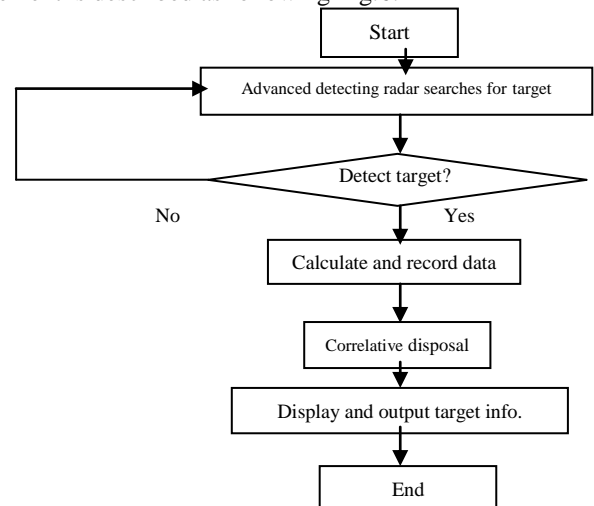 Start
Advanced detecting radar searches for target
Detect target?
No Yes
Calculate and record data
Correlative disposal
Display and output target info.
End